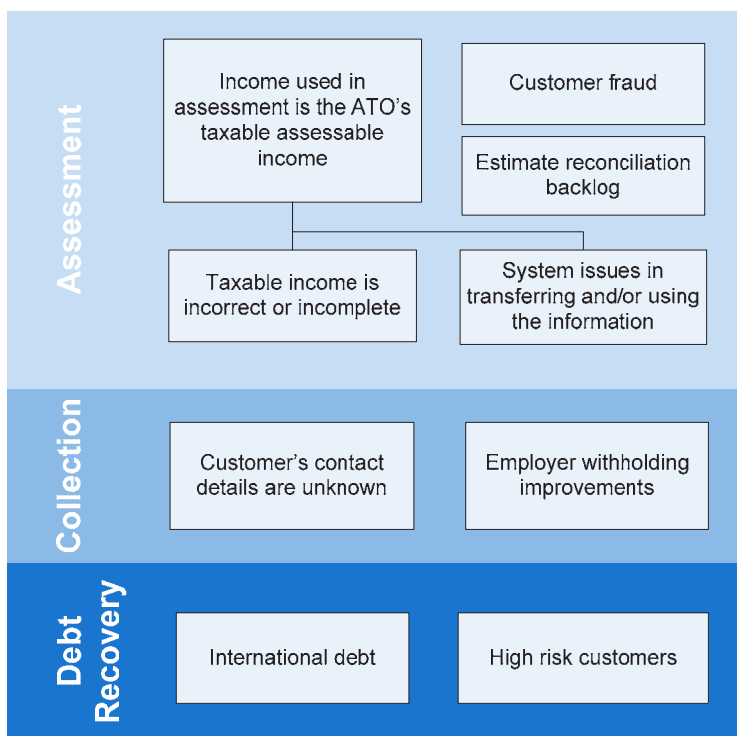 Assessment
Income used in
assessment is the ATO's
taxable assessable
income
Customer fraud
Estimate reconciliation
backlog
Taxable income is
incorrect or incomplete
System issues in
transferring and/or using
the information
Collection
Customer's contact
details are unknown
Employer withholding
improvements
Debt
Recovery
International debt
High risk customers